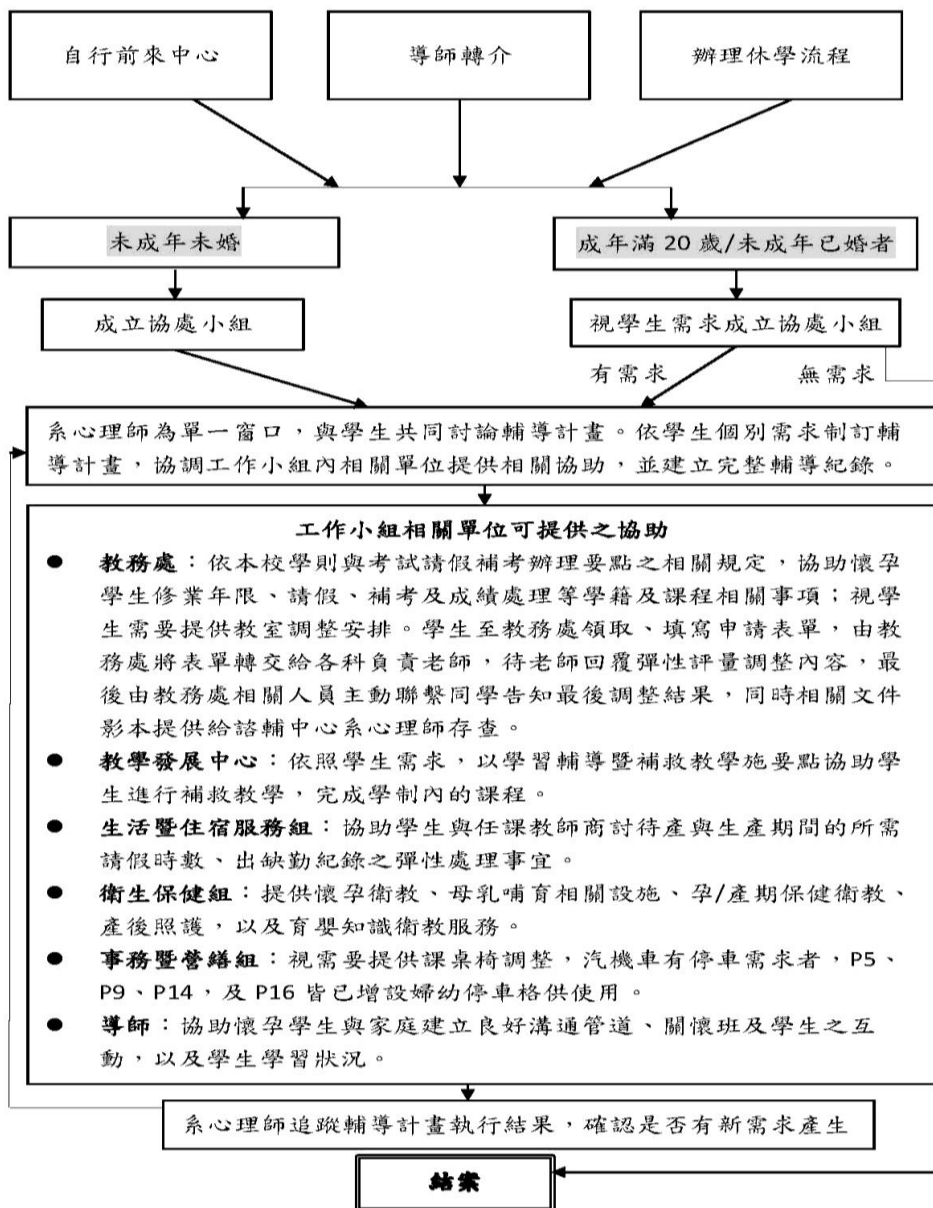 自行前來中心
導師轉介
辦理休學流程
未成年未婚
成年滿 20 歲/未成年已婚者
成立協處小組
視學生需求成立協處小組
有需求
無需求
系心理師為單一窗口，與學生共同討論輔導計畫。依學生個別需求制訂輔
導計畫，協調工作小組內相關單位提供相關協助，並建立完整輔導紀錄。
工作小組相關單位可提供之協助
● 教務處：依本校學則與考試請假補考辦理要點之相關規定，協助懷孕
學生修業年限、請假、補考及成績處理等學籍及課程相關事項；視學
生需要提供教室調整安排。學生至教務處領取、填寫申請表單，由教
務處將表單轉交給各科負責老師，待老師回覆彈性評量調整內容，最
後由教務處相關人員主動聯繫同學告知最後調整結果，同時相關文件
影本提供給諮輔中心系心理師存查。
● 教學發展中心：依照學生需求，以學習輔導暨補救教學施要點協助學
生進行補救教學，完成學制內的課程。
● 生活暨住宿服務組：協助學生與任課教師商討待產與生產期間的所需
請假時數、出缺勤紀錄之彈性處理事宜。
● 衛生保健組：提供懷孕衛教、母乳哺育相關設施、孕/產期保健衛教、
產後照護，以及育嬰知識衛教服務。
● 事務暨營繕組：視需要提供課桌椅調整，汽機車有停車需求者，P5、
P9、P14，及 P16 皆已增設婦幼停車格供使用。
● 導師：協助懷孕學生與家庭建立良好溝通管道、關懷班及學生之互
動，以及學生學習狀況。
系心理師追蹤輔導計畫執行結果，確認是否有新需求產生
結案